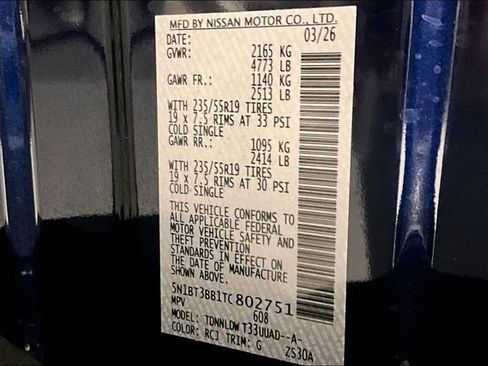 MFD BY NISSAN MOTOR CO., LTD.
DATE: 03/26
GVWR: 2165 KG
4773 LB
GAWR FR.: 1140 KG
2513 LB
WITH 235/55R19 TIRES
19 x 7.5 RIMS AT 33 PSI
COLD SINGLE
GAWR RR.: 1095 KG
2414 LB
WITH 235/55R19 TIRES
19 x 7.5 RIMS AT 30 PSI
COLD SINGLE
THIS VEHICLE CONFORMS TO
ALL APPLICABLE FEDERAL
MOTOR VEHICLE SAFETY AND
THEFT PREVENTION
STANDARDS IN EFFECT ON
THE DATE OF MANUFACTURE
SHOWN ABOVE.
5N1BT3BB1TC802751
MPV 608
MODEL: TDNNLDW T33UUAD--A-
COLOR: RCJ TRIM: G ZS30A